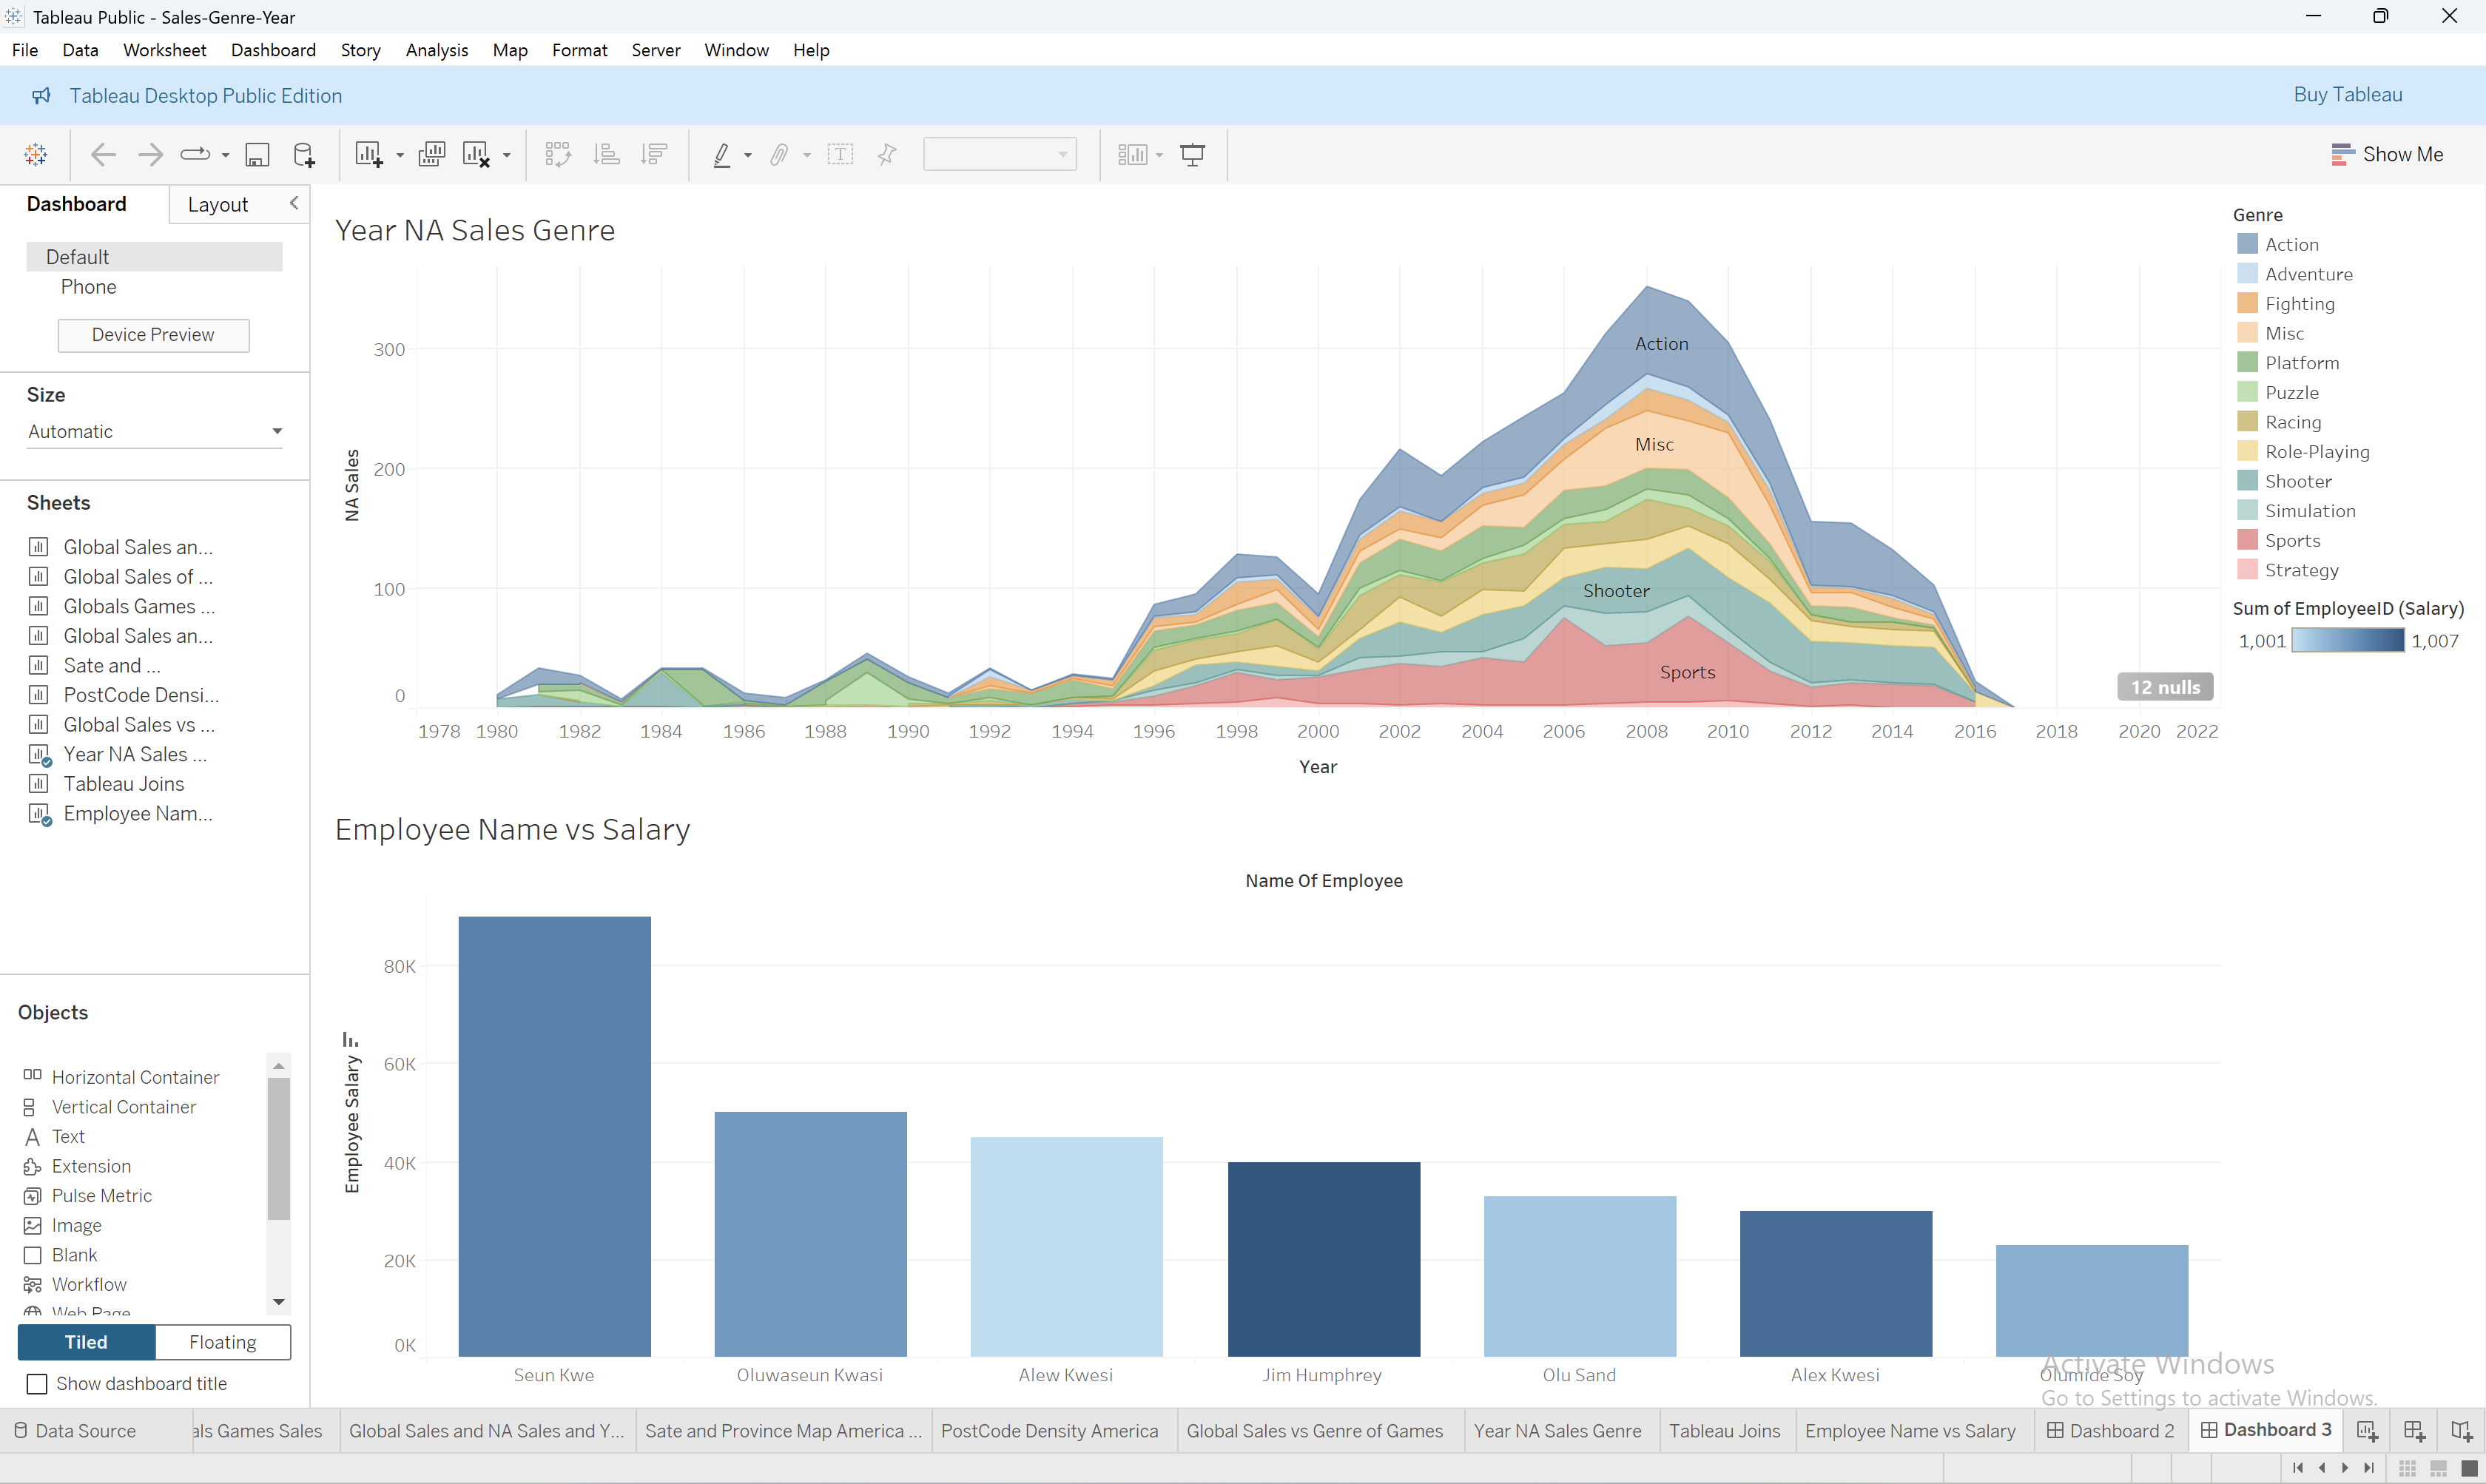 Tableau Public - Sales-Genre-Year
File Data Worksheet Dashboard Story Analysis Map Format Server Window Help
Tableau Desktop Public Edition
Buy Tableau
Show Me
Dashboard
Layout
Default
Phone
Device Preview
Size
Automatic
Sheets
Global Sales an...
Global Sales of ...
Globals Games ...
Global Sales an...
Sate and ...
PostCode Densi...
Global Sales vs ...
Year NA Sales ...
Tableau Joins
Employee Nam...
Objects
Horizontal Container
Vertical Container
Text
Extension
Pulse Metric
Image
Blank
Workflow
Web Page
Tiled
Floating
Show dashboard title
Year NA Sales Genre
NA Sales
300
200
100
0
Action
Misc
Shooter
Sports
12 nulls
1978 1980 1982 1984 1986 1988 1990 1992 1994 1996 1998 2000 2002 2004 2006 2008 2010 2012 2014 2016 2018 2020 2022
Year
Genre
Action
Adventure
Fighting
Misc
Platform
Puzzle
Racing
Role-Playing
Shooter
Simulation
Sports
Strategy
Sum of EmployeeID (Salary)
1,001 1,007
Employee Name vs Salary
Name Of Employee
Employee Salary
80K
60K
40K
20K
0K
Seun Kwe
Oluwaseun Kwasi
Alew Kwesi
Jim Humphrey
Olu Sand
Alex Kwesi
Olumide Soy
Activate Windows
Go to Settings to activate Windows.
Data Source
als Games Sales
Global Sales and NA Sales and Y...
Sate and Province Map America ...
PostCode Density America
Global Sales vs Genre of Games
Year NA Sales Genre
Tableau Joins
Employee Name vs Salary
Dashboard 2
Dashboard 3